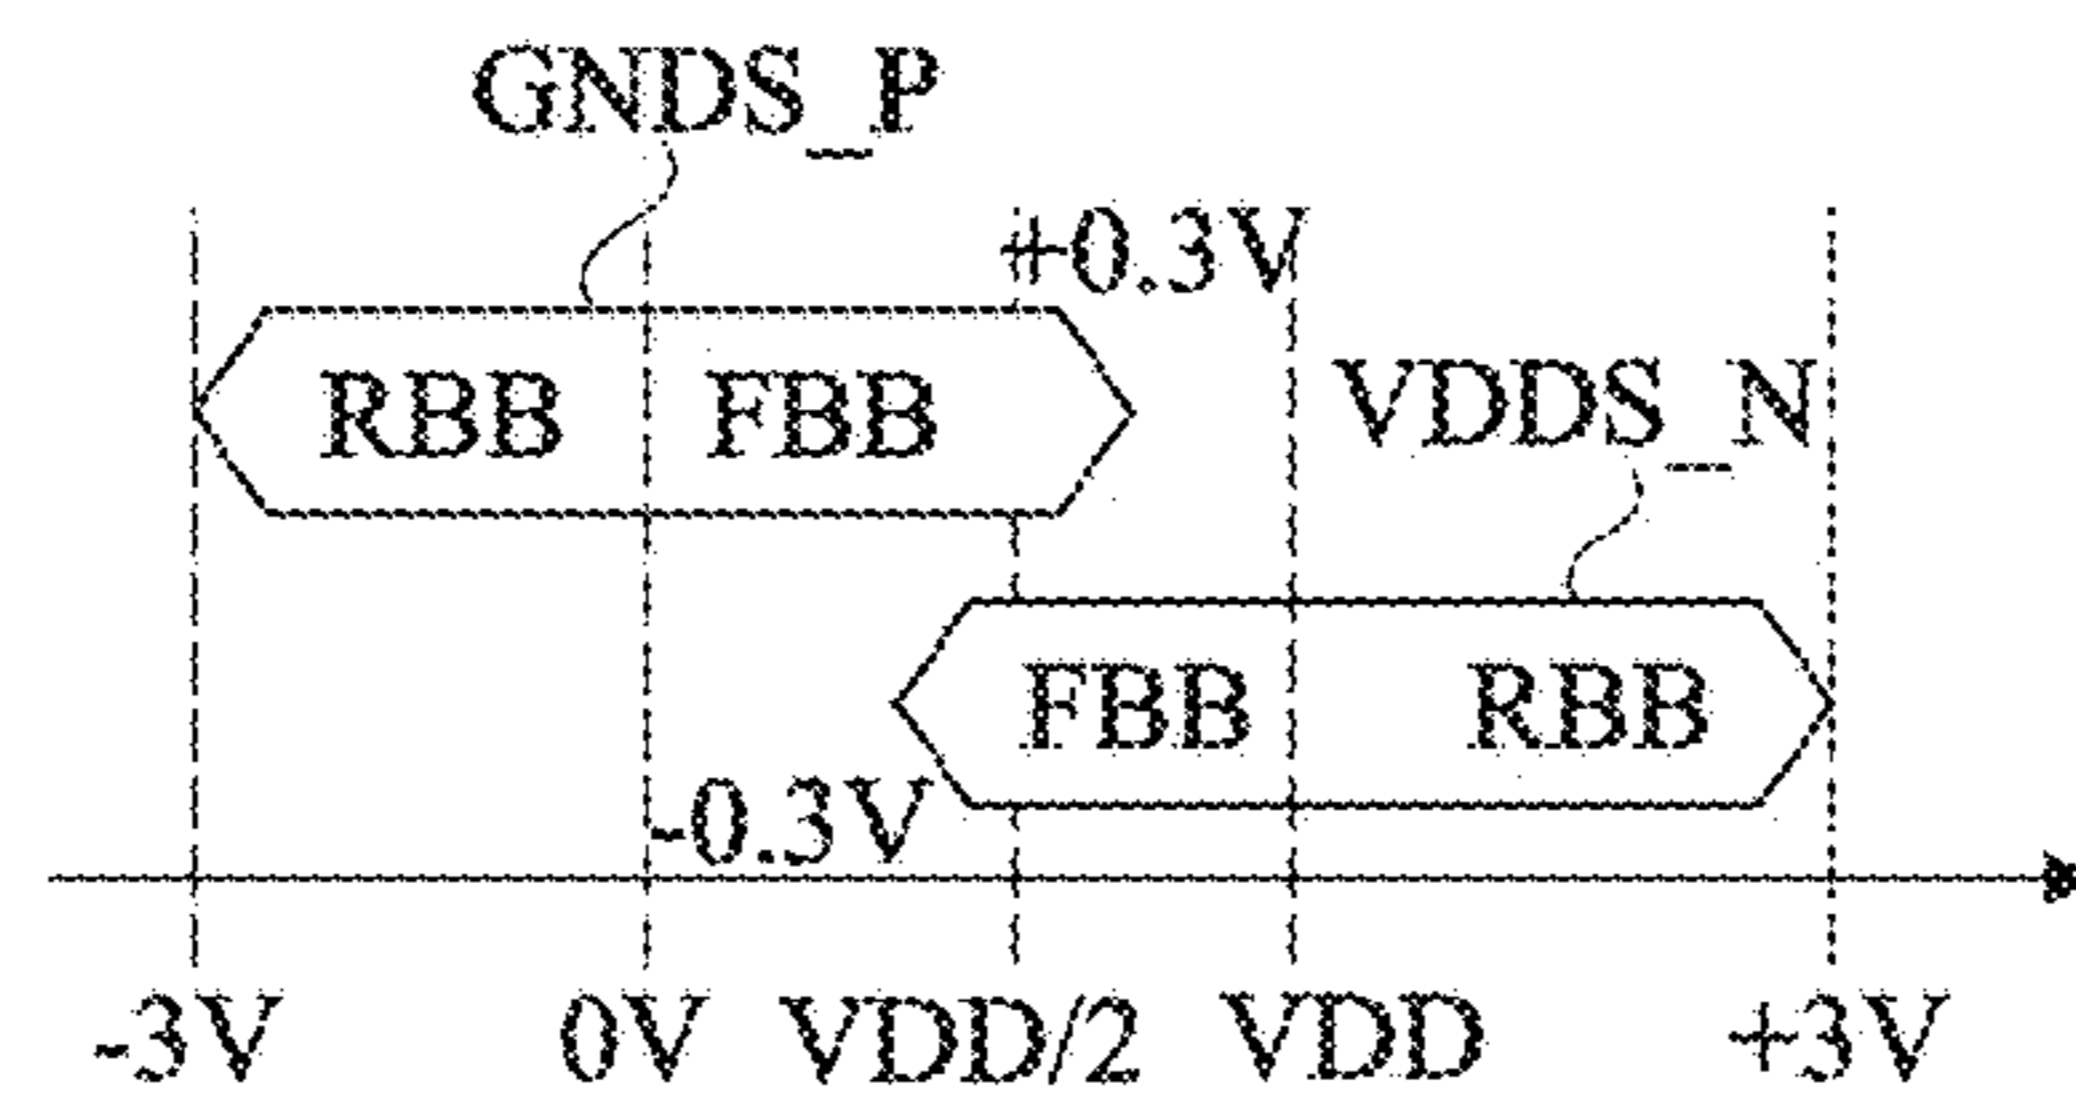 GNDS_P
+0.3V
RBB FBB
VDDS_N
FBB RBB
-0.3V
-3V 0V VDD/2 VDD +3V